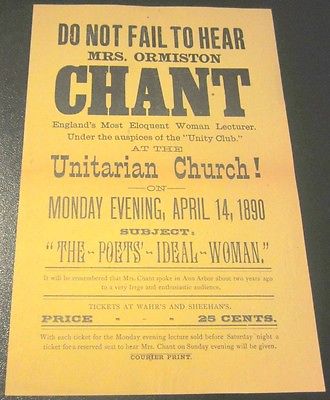 DO NOT FAIL TO HEAR
MRS. ORMISTON
CHANT
England's Most Eloquent Woman Lecturer.
Under the auspices of the "Unity Club."
AT THE
Unitarian Church!
ON
MONDAY EVENING, APRIL 14, 1890
SUBJECT:
"THE - POETS' - IDEAL - WOMAN."
It will be remembered that Mrs. Chant spoke in Ann Arbor about two years ago
to a very large and enthusiastic audience.
TICKETS AT WAHR'S AND SHEEHAN'S.
PRICE - - - 25 CENTS.
With each ticket for the Monday evening lecture sold before Saturday night a
ticket for a reserved seat to hear Mrs. Chant on Sunday evening will be given.
COURIER PRINT.